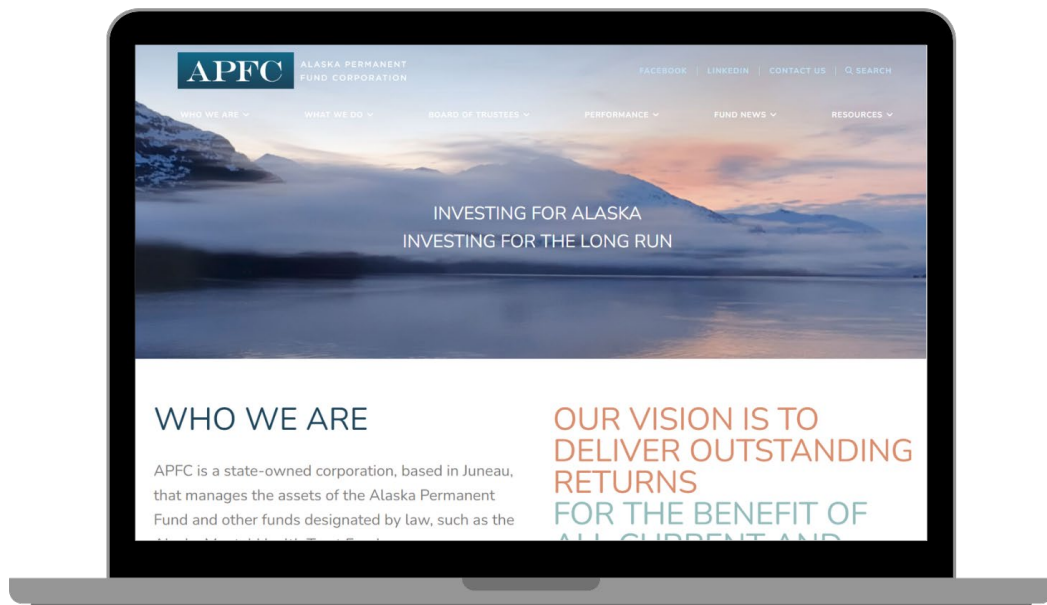 APFC
ALASKA PERMANENT
FUND CORPORATION
FACEBOOK | LINKEDIN | CONTACT US | SEARCH
WHO WE ARE WHAT WE DO BOARD OF TRUSTEES PERFORMANCE FUND NEWS RESOURCES
INVESTING FOR ALASKA
INVESTING FOR THE LONG RUN
WHO WE ARE
APFC is a state-owned corporation, based in Juneau,
that manages the assets of the Alaska Permanent
Fund and other funds designated by law, such as the
OUR VISION IS TO
DELIVER OUTSTANDING
RETURNS
FOR THE BENEFIT OF
ALL CURRENT AND